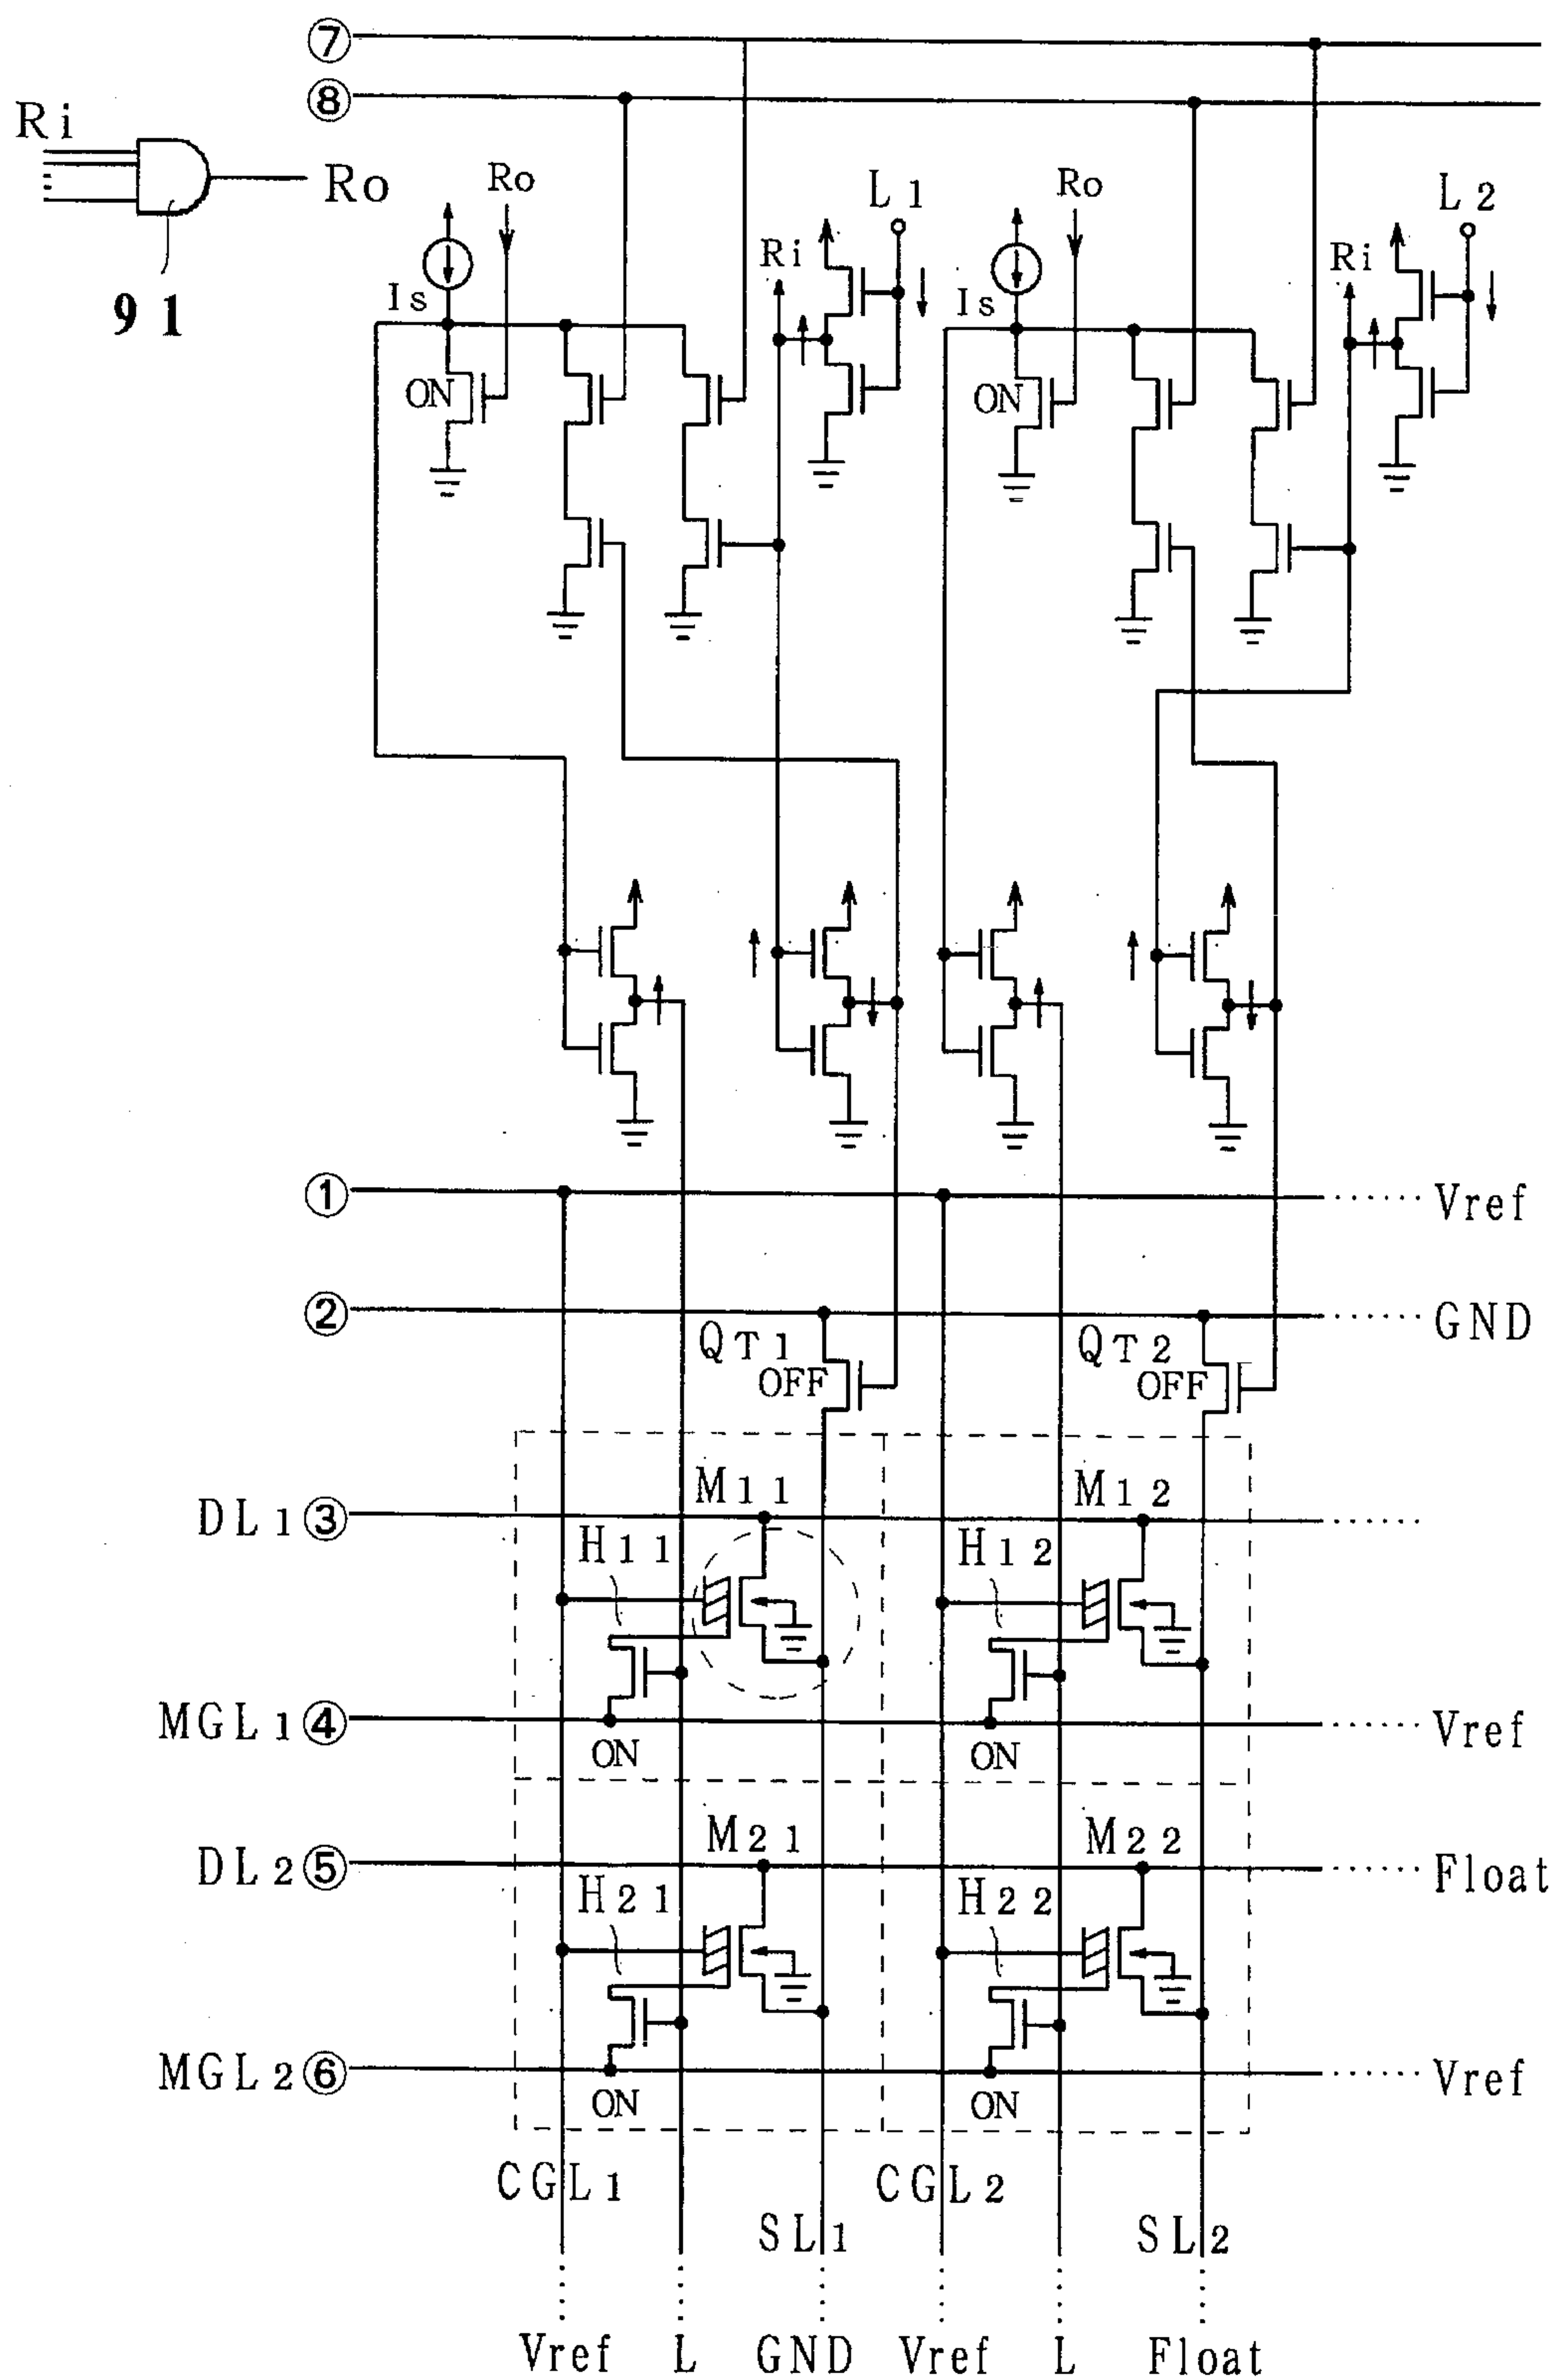 ⑦
⑧
Ri
Ro
91
Ro
Ro
L1
L2
Ri
Ri
Is
Is
ON
ON
① Vref
② GND
QT1
OFF
QT2
OFF
M11
M12
DL1③
H11
H12
MGL1④ Vref
ON
ON
M21
M22
DL2⑤ Float
H21
H22
MGL2⑥ Vref
ON
ON
CGL1
CGL2
SL1
SL2
Vref L GND Vref L Float